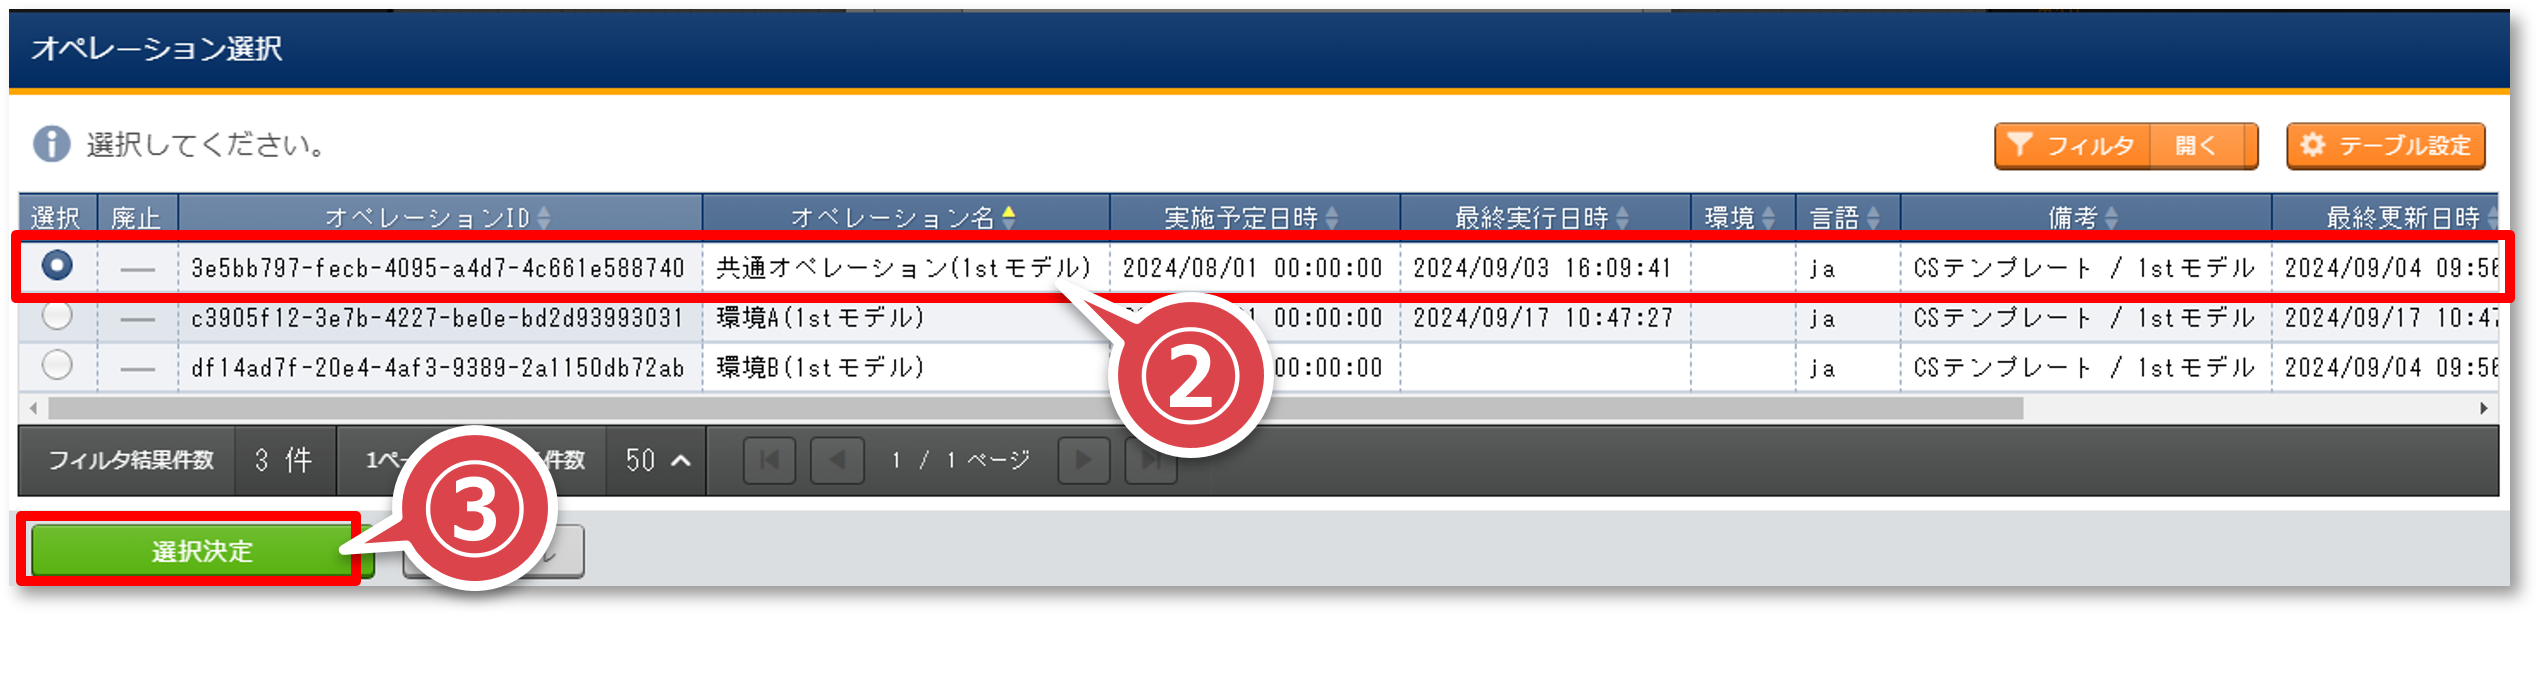 オペレーション選択
選択してください。
フィルタ 開く テーブル設定
選択 廃止 オペレーションID オペレーション名 実施予定日時 最終実行日時 環境 言語 備考 最終更新日時
3e5bb797-fecb-4095-a4d7-4c661e588740 共通オペレーション(1stモデル) 2024/08/01 00:00:00 2024/09/03 16:09:41 ja CSテンプレート / 1stモデル 2024/09/04 09:56
c3905f12-3e7b-4227-be0e-bd2d93993031 環境A(1stモデル) 00:00:00 2024/09/17 10:47:27 ja CSテンプレート / 1stモデル 2024/09/17 10:47
df14ad7f-20e4-4af3-9389-2a1150db72ab 環境B(1stモデル) 00:00:00 ja CSテンプレート / 1stモデル 2024/09/04 09:56
②
フィルタ結果件数 3 件 1ペー 件数 50 1 / 1 ページ
③
選択決定